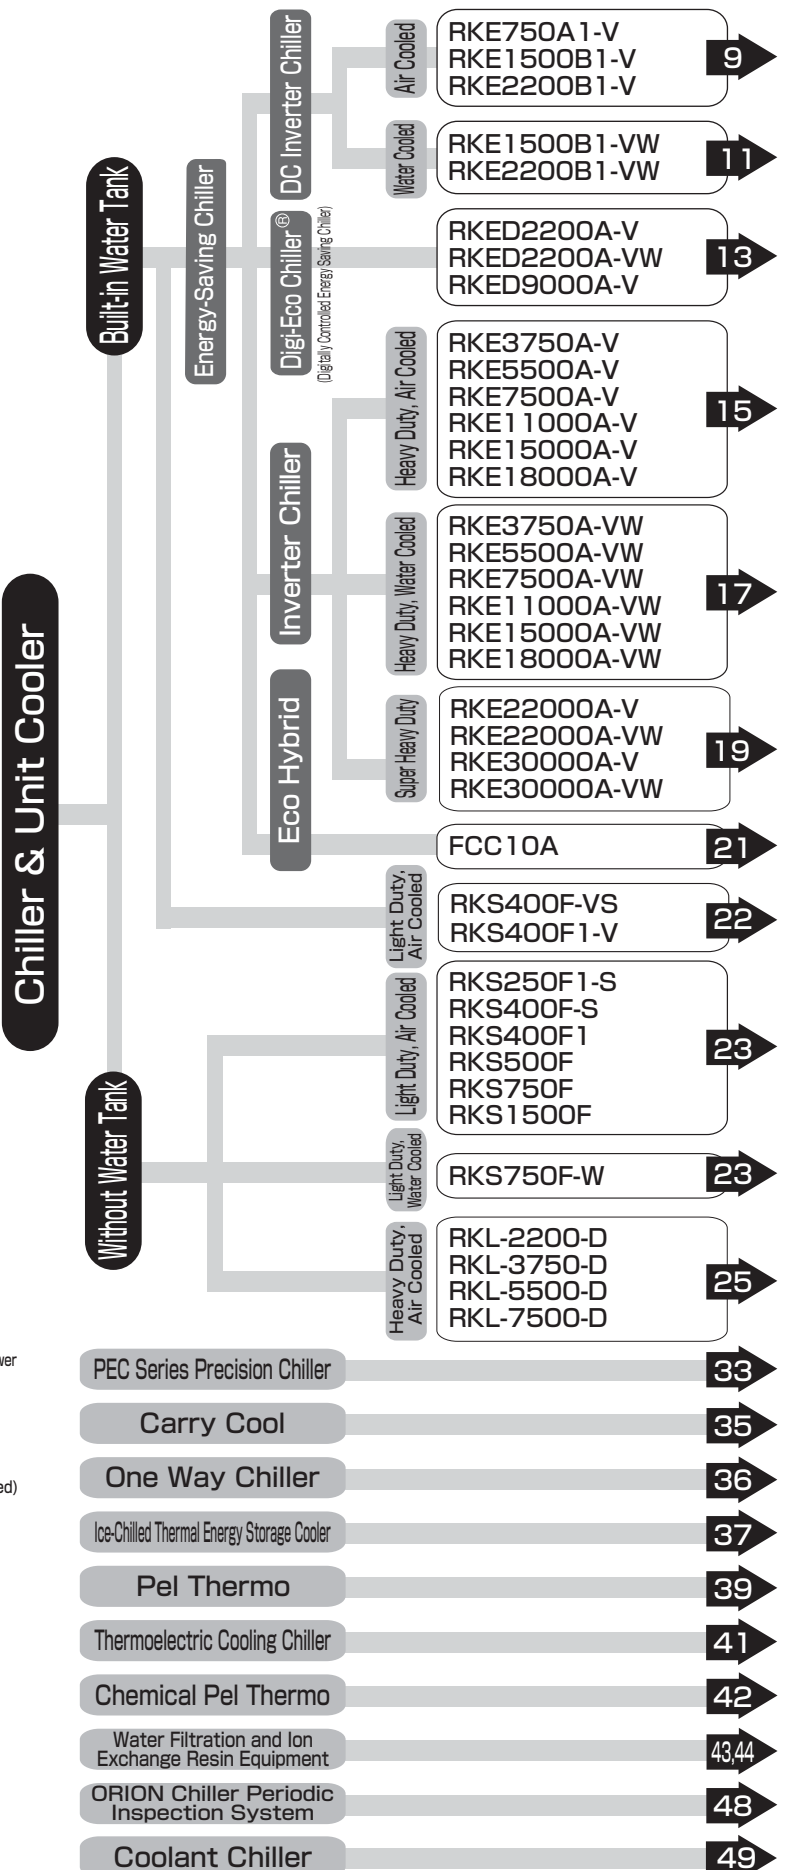 Chiller & Unit Cooler
Built-in Water Tank
Energy-Saving Chiller
DC Inverter Chiller
Air Cooled
RKE750A1-V
RKE1500B1-V
RKE2200B1-V
9
Water Cooled
RKE1500B1-VW
RKE2200B1-VW
11
Digi-Eco Chiller®
(Digitally Controlled Energy Saving Chiller)
RKED2200A-V
RKED2200A-VW
RKED9000A-V
13
Inverter Chiller
Heavy Duty, Air Cooled
RKE3750A-V
RKE5500A-V
RKE7500A-V
RKE11000A-V
RKE15000A-V
RKE18000A-V
15
Heavy Duty, Water Cooled
RKE3750A-VW
RKE5500A-VW
RKE7500A-VW
RKE11000A-VW
RKE15000A-VW
RKE18000A-VW
17
Super Heavy Duty
RKE22000A-V
RKE22000A-VW
RKE30000A-V
RKE30000A-VW
19
Eco Hybrid
FCC10A
21
Light Duty,
Air Cooled
RKS400F-VS
RKS400F1-V
22
Without Water Tank
Light Duty, Air Cooled
RKS250F1-S
RKS400F-S
RKS400F1
RKS500F
RKS750F
RKS1500F
23
Light Duty,
Water Cooled
RKS750F-W
23
Heavy Duty,
Air Cooled
RKL-2200-D
RKL-3750-D
RKL-5500-D
RKL-7500-D
25
PEC Series Precision Chiller
33
Carry Cool
35
One Way Chiller
36
ed)
Ice-Chilled Thermal Energy Storage Cooler
37
Pel Thermo
39
Thermoelectric Cooling Chiller
41
Chemical Pel Thermo
42
Water Filtration and Ion
Exchange Resin Equipment
43,44
ORION Chiller Periodic
Inspection System
48
Coolant Chiller
49